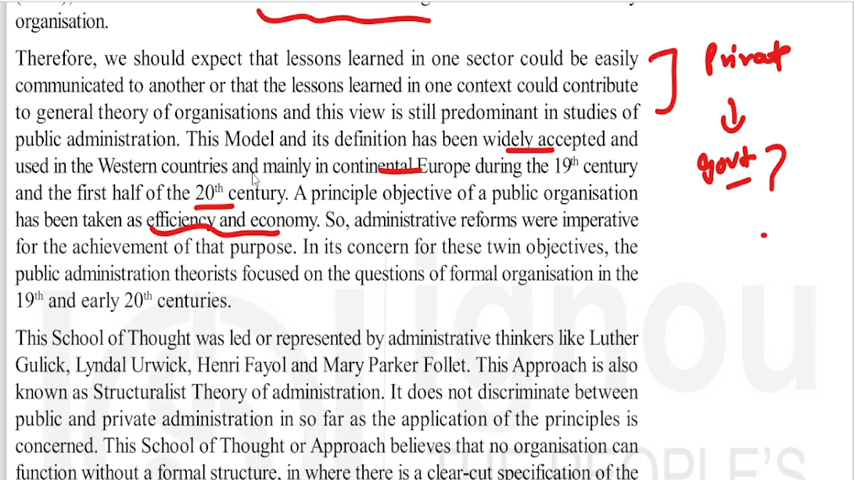 organisation.
Therefore, we should expect that lessons learned in one sector could be easily
communicated to another or that the lessons learned in one context could contribute
to general theory of organisations and this view is still predominant in studies of
public administration. This Model and its definition has been widely accepted and
used in the Western countries and mainly in continental Europe during the 19th century
and the first half of the 20th century. A principle objective of a public organisation
has been taken as efficiency and economy. So, administrative reforms were imperative
for the achievement of that purpose. In its concern for these twin objectives, the
public administration theorists focused on the questions of formal organisation in the
19th and early 20th centuries.
This School of Thought was led or represented by administrative thinkers like Luther
Gulick, Lyndal Urwick, Henri Fayol and Mary Parker Follet. This Approach is also
known as Structuralist Theory of administration. It does not discriminate between
public and private administration in so far as the application of the principles is
concerned. This School of Thought or Approach believes that no organisation can
function without a formal structure, in where there is a clear-cut specification of the
Privat
govt ?
ignou
THE PEOPLE'S